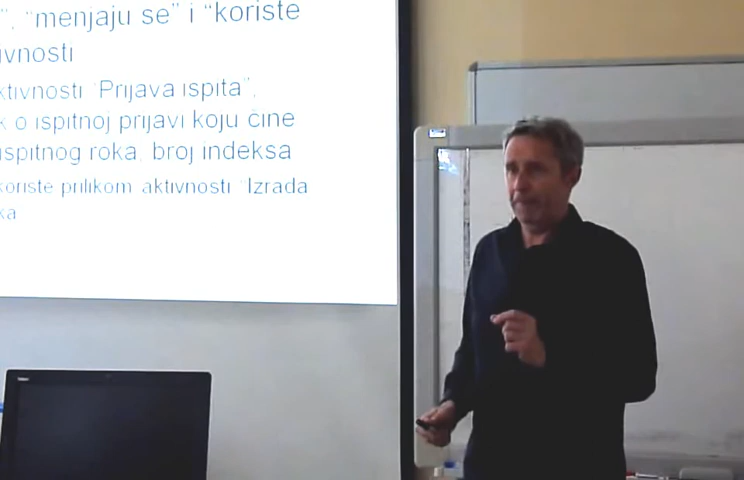 ”, “menjaju se” i “koriste
vnosti
ktivnosti “Prijava ispita”,
k o ispitnoj prijavi koju čine
ispitnog roka, broj indeksa
koriste prilikom aktivnosti “Izrada
ka